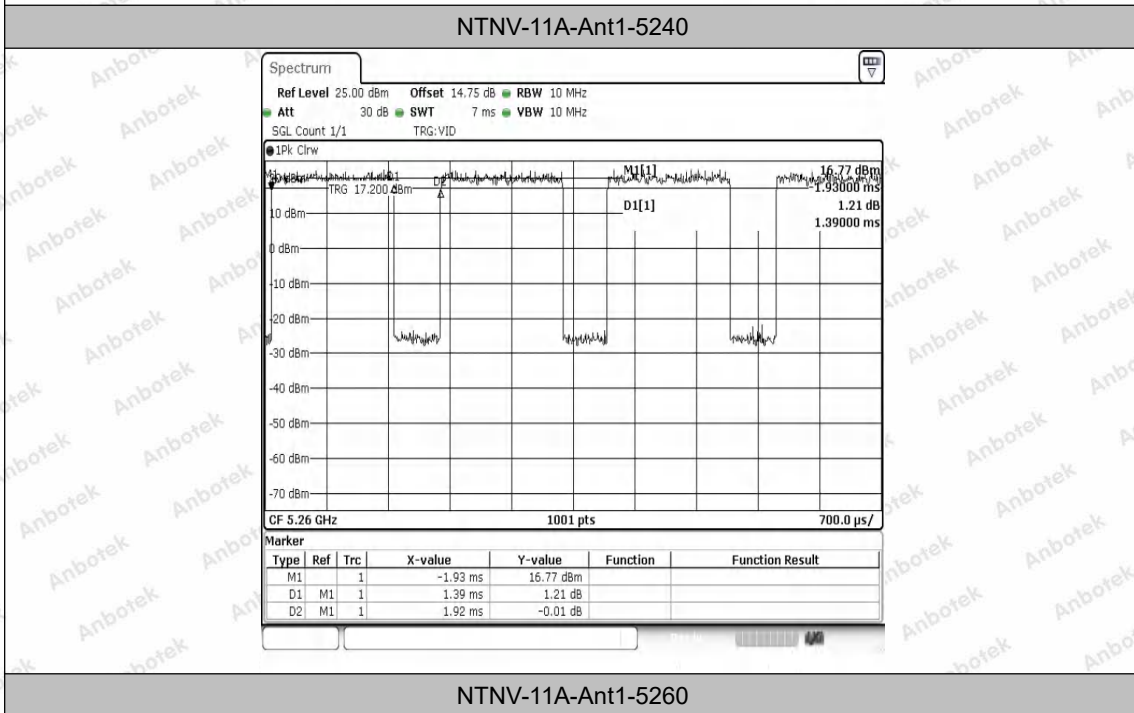 NTNV-11A-Ant1-5240
Spectrum
Ref Level 25.00 dBm Offset 14.75 dB RBW 10 MHz
Att 30 dB SWT 7 ms VBW 10 MHz
SGL Count 1/1 TRG:VID
1Pk Clrw
M1[1] 16.77 dBm
-1.93000 ms
D1[1] 1.21 dB
1.39000 ms
D1
D2
TRG 17.200 dBm
10 dBm
0 dBm
-10 dBm
-20 dBm
-30 dBm
-40 dBm
-50 dBm
-60 dBm
-70 dBm
CF 5.26 GHz 1001 pts 700.0 µs/
Marker
Type Ref Trc X-value Y-value Function Function Result
M1 1 -1.93 ms 16.77 dBm
D1 M1 1 1.39 ms 1.21 dB
D2 M1 1 1.92 ms -0.01 dB
NTNV-11A-Ant1-5260
Anbotek